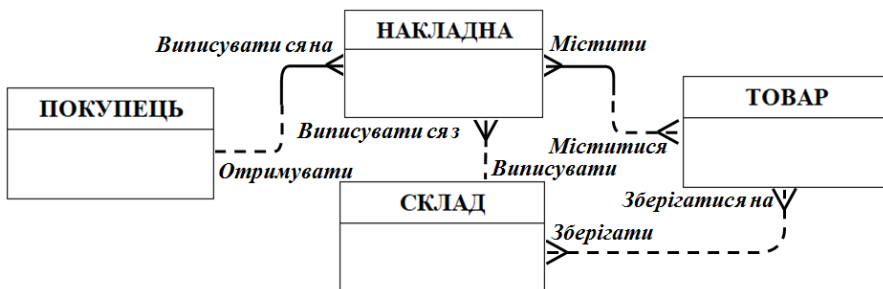 НАКЛАДНА
Виписувати ся на
Містити
ПОКУПЕЦЬ
ТОВАР
Виписувати ся з
Міститися
Отримувати
Виписувати
СКЛАД
Зберігатися на
Зберігати